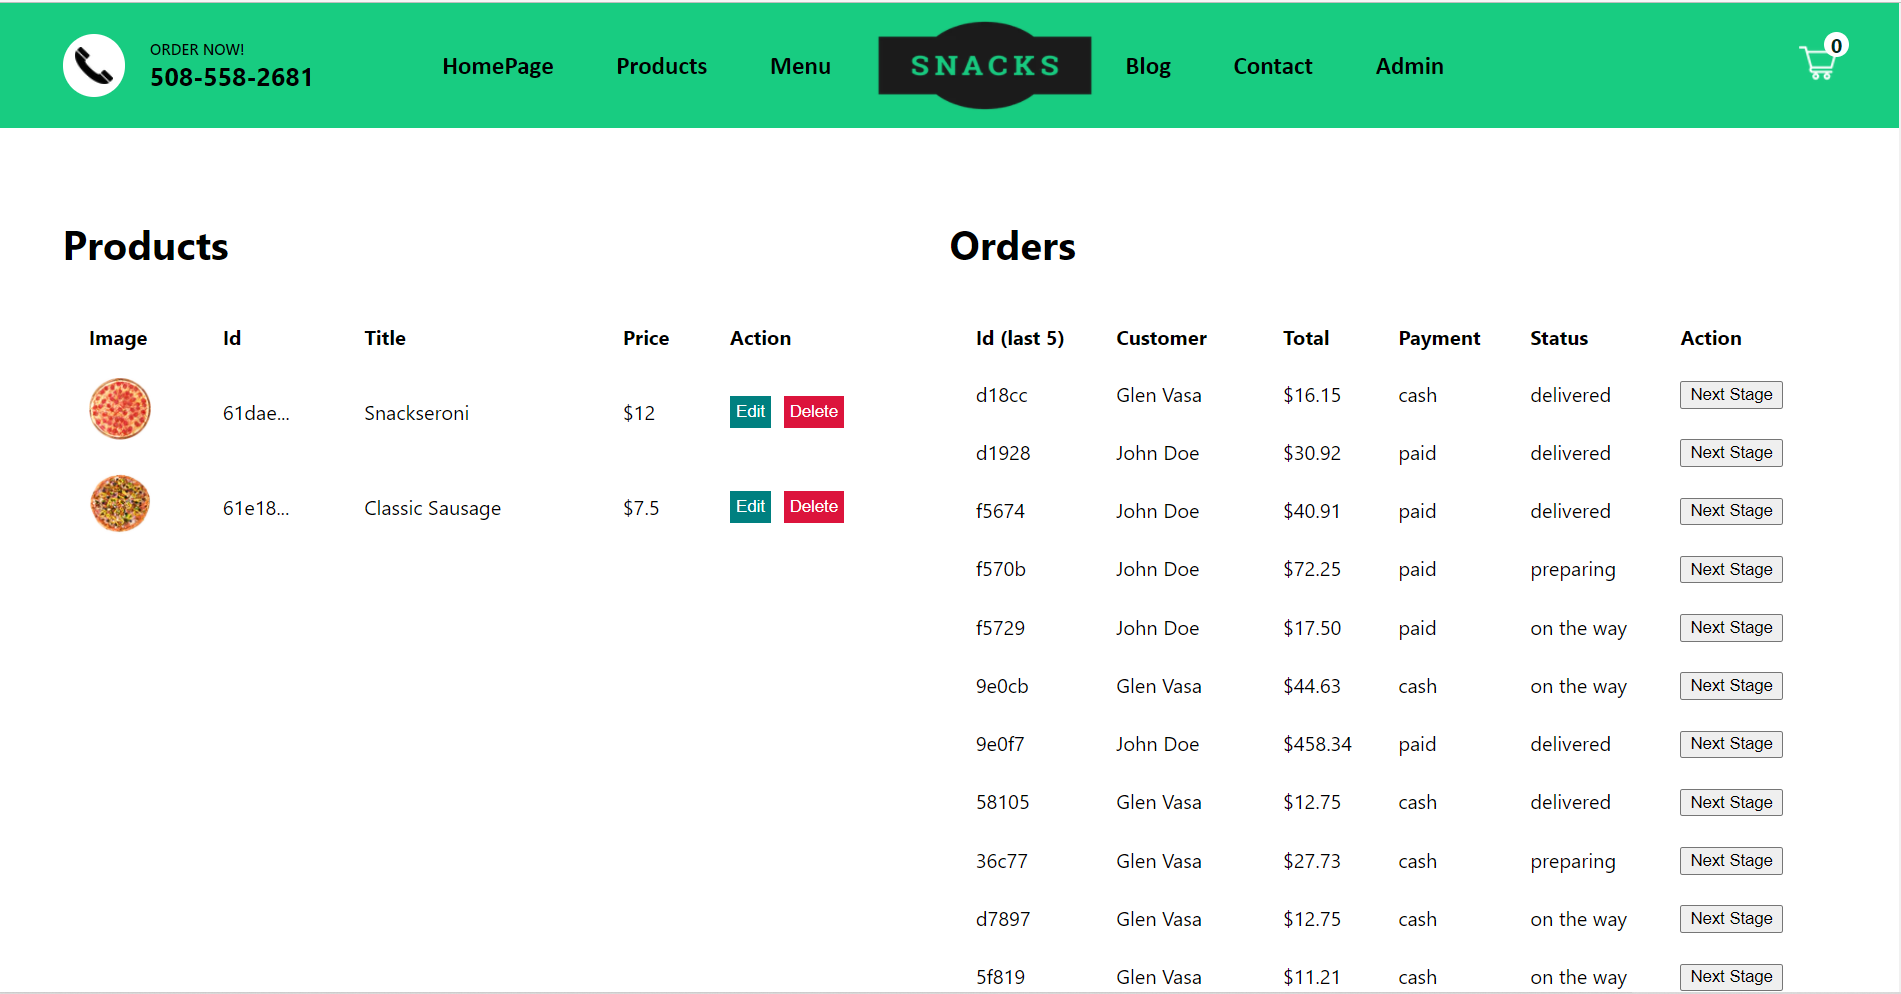 ORDER NOW!
508-558-2681
HomePage
Products
Menu
SNACKS
Blog
Contact
Admin
0
Products
Image Id Title Price Action
61dae... Snackseroni $12 Edit Delete
61e18... Classic Sausage $7.5 Edit Delete
Orders
Id (last 5) Customer Total Payment Status Action
d18cc Glen Vasa $16.15 cash delivered Next Stage
d1928 John Doe $30.92 paid delivered Next Stage
f5674 John Doe $40.91 paid delivered Next Stage
f570b John Doe $72.25 paid preparing Next Stage
f5729 John Doe $17.50 paid on the way Next Stage
9e0cb Glen Vasa $44.63 cash on the way Next Stage
9e0f7 John Doe $458.34 paid delivered Next Stage
58105 Glen Vasa $12.75 cash delivered Next Stage
36c77 Glen Vasa $27.73 cash preparing Next Stage
d7897 Glen Vasa $12.75 cash on the way Next Stage
5f819 Glen Vasa $11.21 cash on the way Next Stage